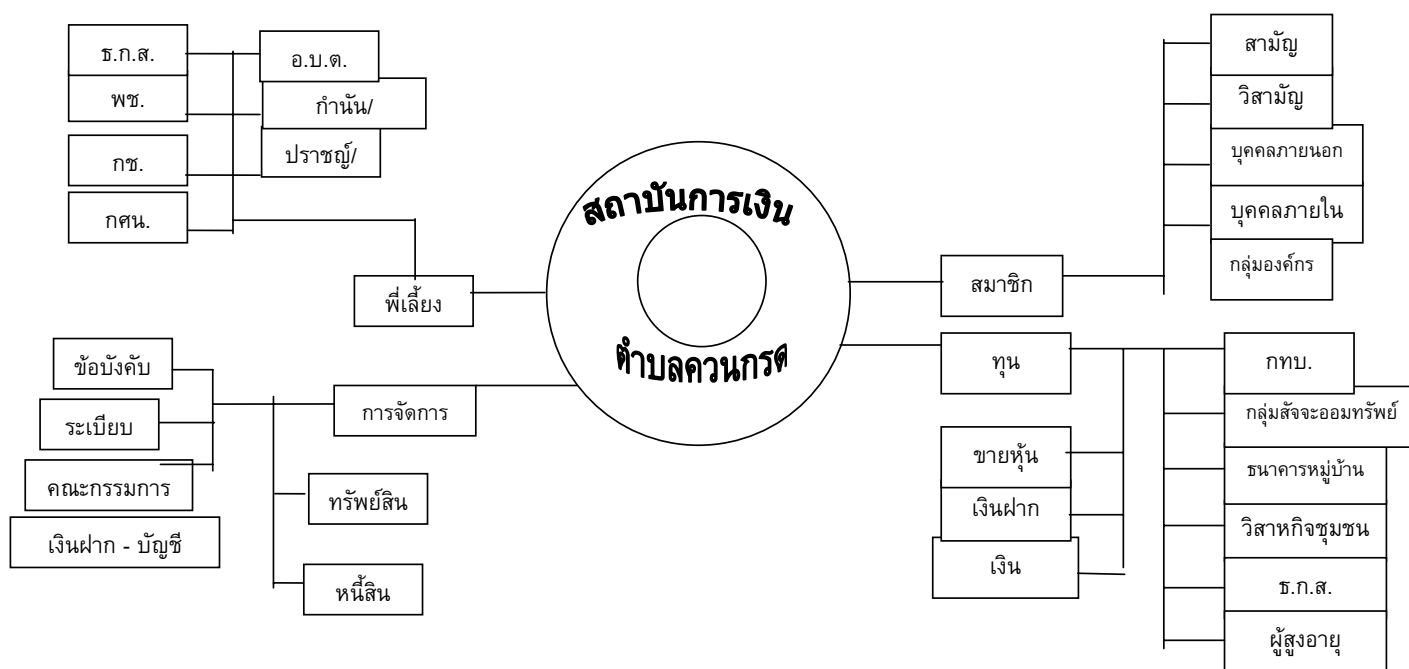 ธ.ก.ส.
อ.บ.ต.
พช.
กำนัน/
กช.
ปราชญ์/
กศน.
พี่เลี้ยง
สถาบันการเงิน
ตำบลควนกรด
สมาชิก
สามัญ
วิสามัญ
บุคคลภายนอก
บุคคลภายใน
กลุ่มองค์กร
ข้อบังคับ
ระเบียบ
คณะกรรมการ
เงินฝาก - บัญชี
การจัดการ
ทรัพย์สิน
หนี้สิน
ทุน
ขายหุ้น
เงินฝาก
เงิน
กทบ.
กลุ่มสัจจะออมทรัพย์
ธนาคารหมู่บ้าน
วิสาหกิจชุมชน
ธ.ก.ส.
ผู้สูงอายุ